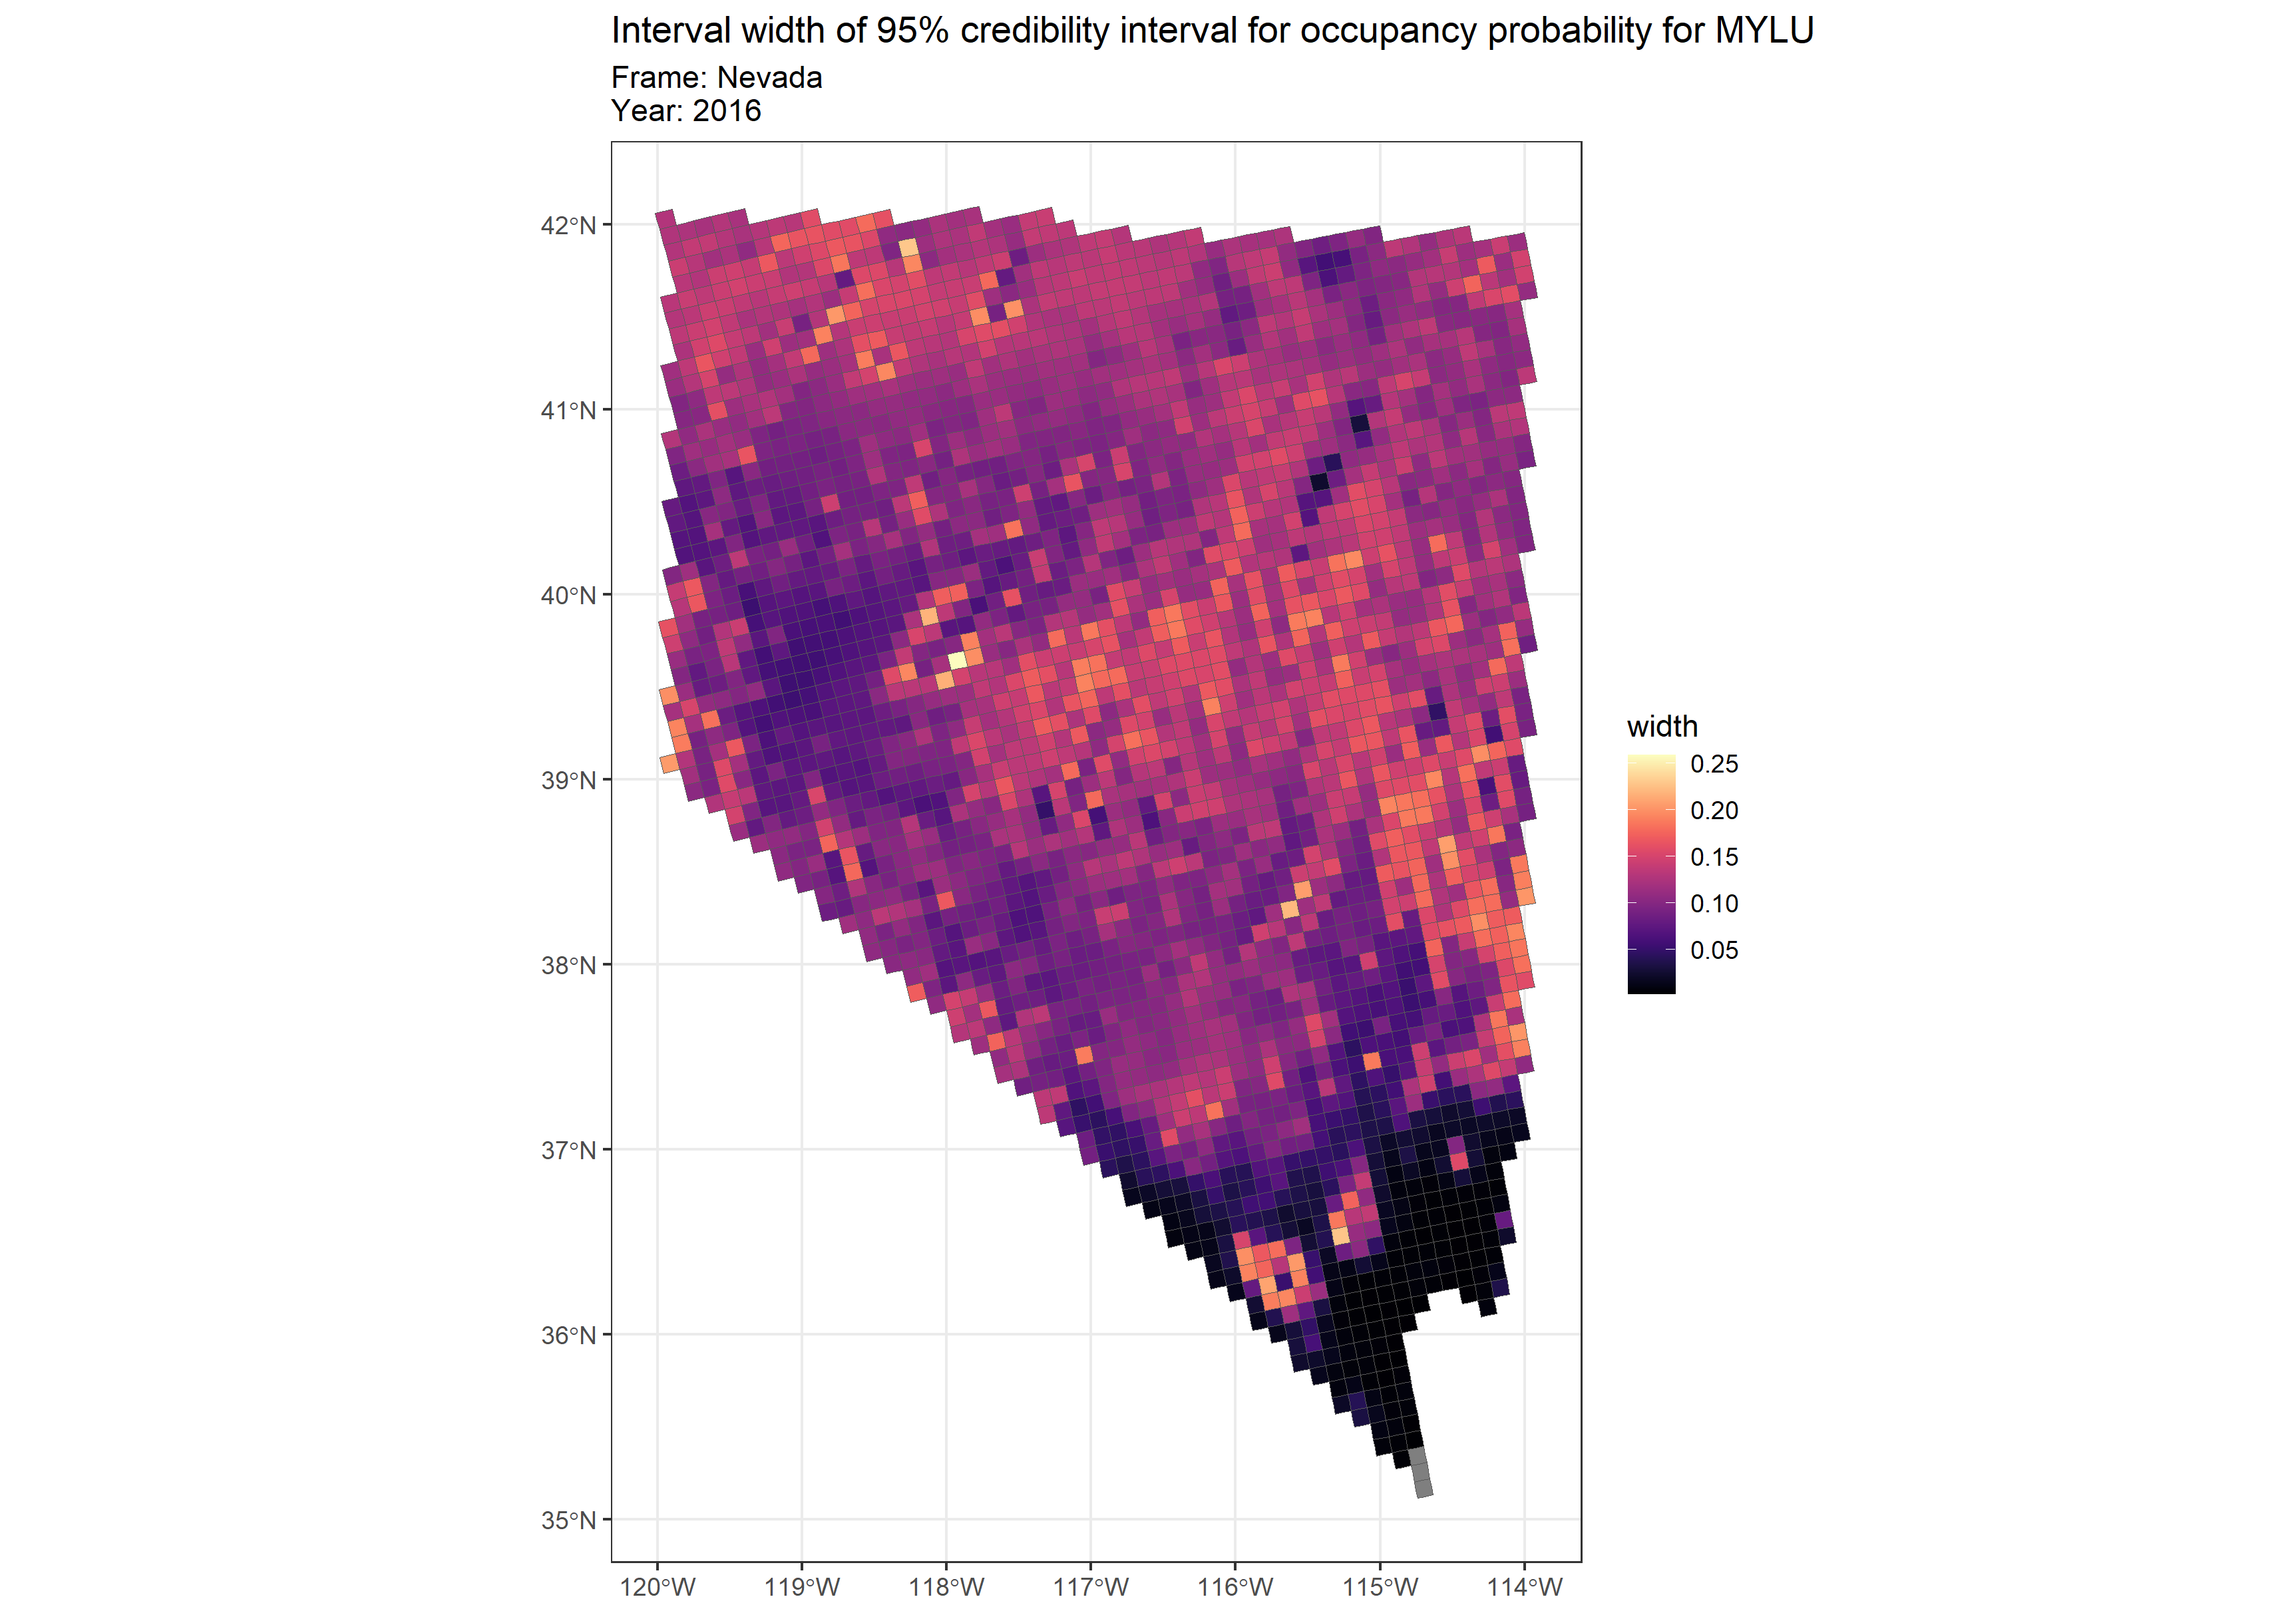 Interval width of 95% credibility interval for occupancy probability for MYLU
Frame: Nevada
Year: 2016
42°N
41°N
40°N
39°N
38°N
37°N
36°N
35°N
120°W 119°W 118°W 117°W 116°W 115°W 114°W
width
0.25
0.20
0.15
0.10
0.05